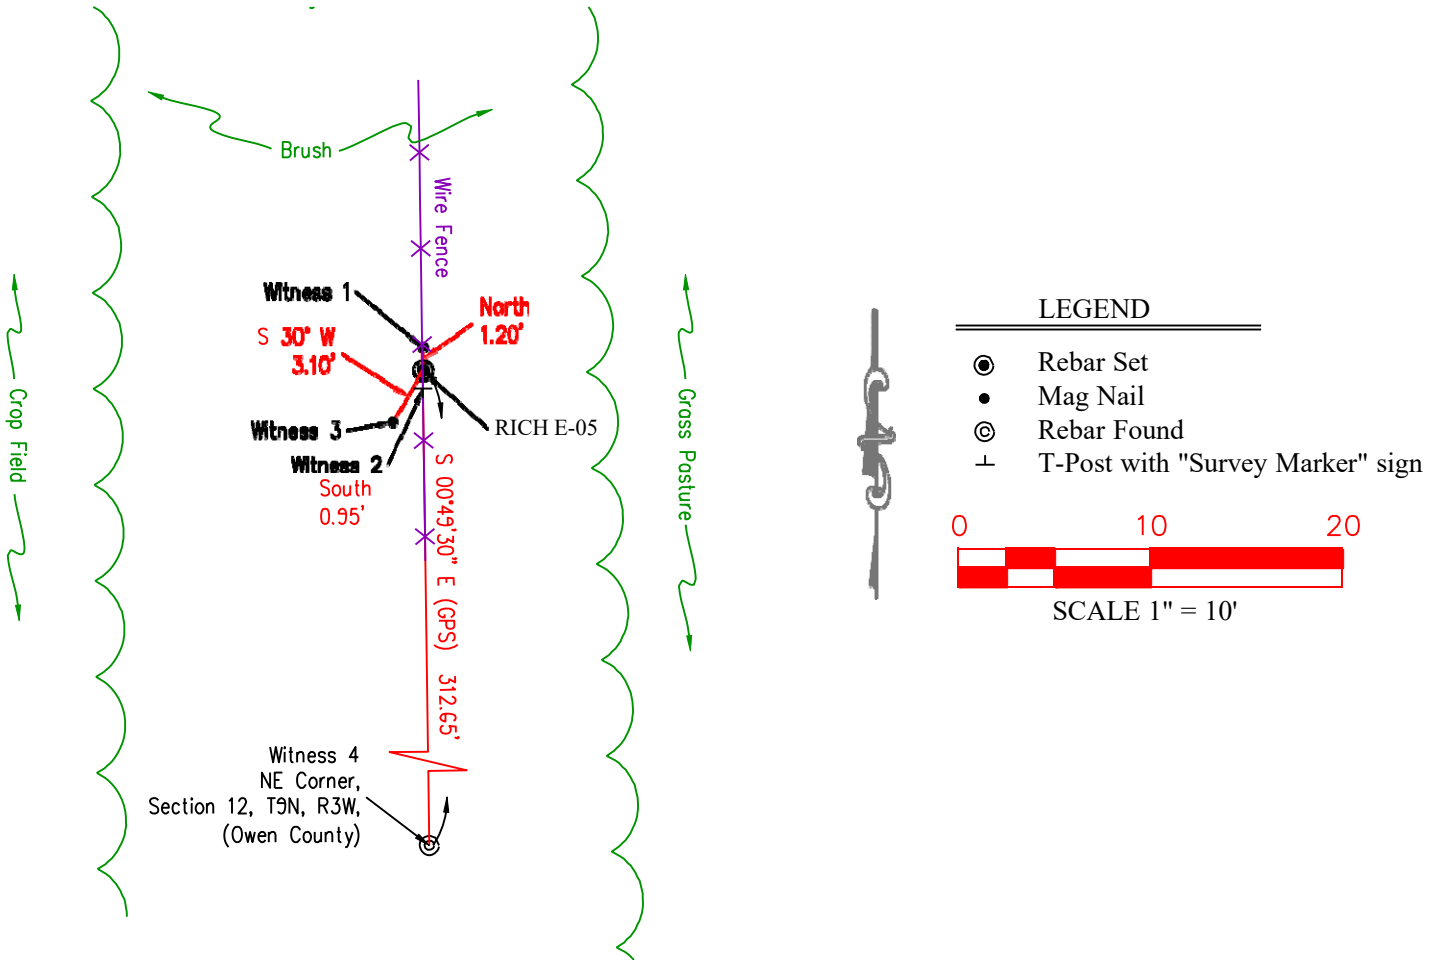 Brush
Wire Fence
Witness 1
North
1.20'
S 30° W
3.10'
Witness 3
RICH E-05
Witness 2
South
0.95'
S 00°49'30" E (GPS) 312.65'
Crop Field
Grass Pasture
Witness 4
NE Corner,
Section 12, T9N, R3W,
(Owen County)
LEGEND
Rebar Set
Mag Nail
Rebar Found
T-Post with "Survey Marker" sign
0 10 20
SCALE 1" = 10'